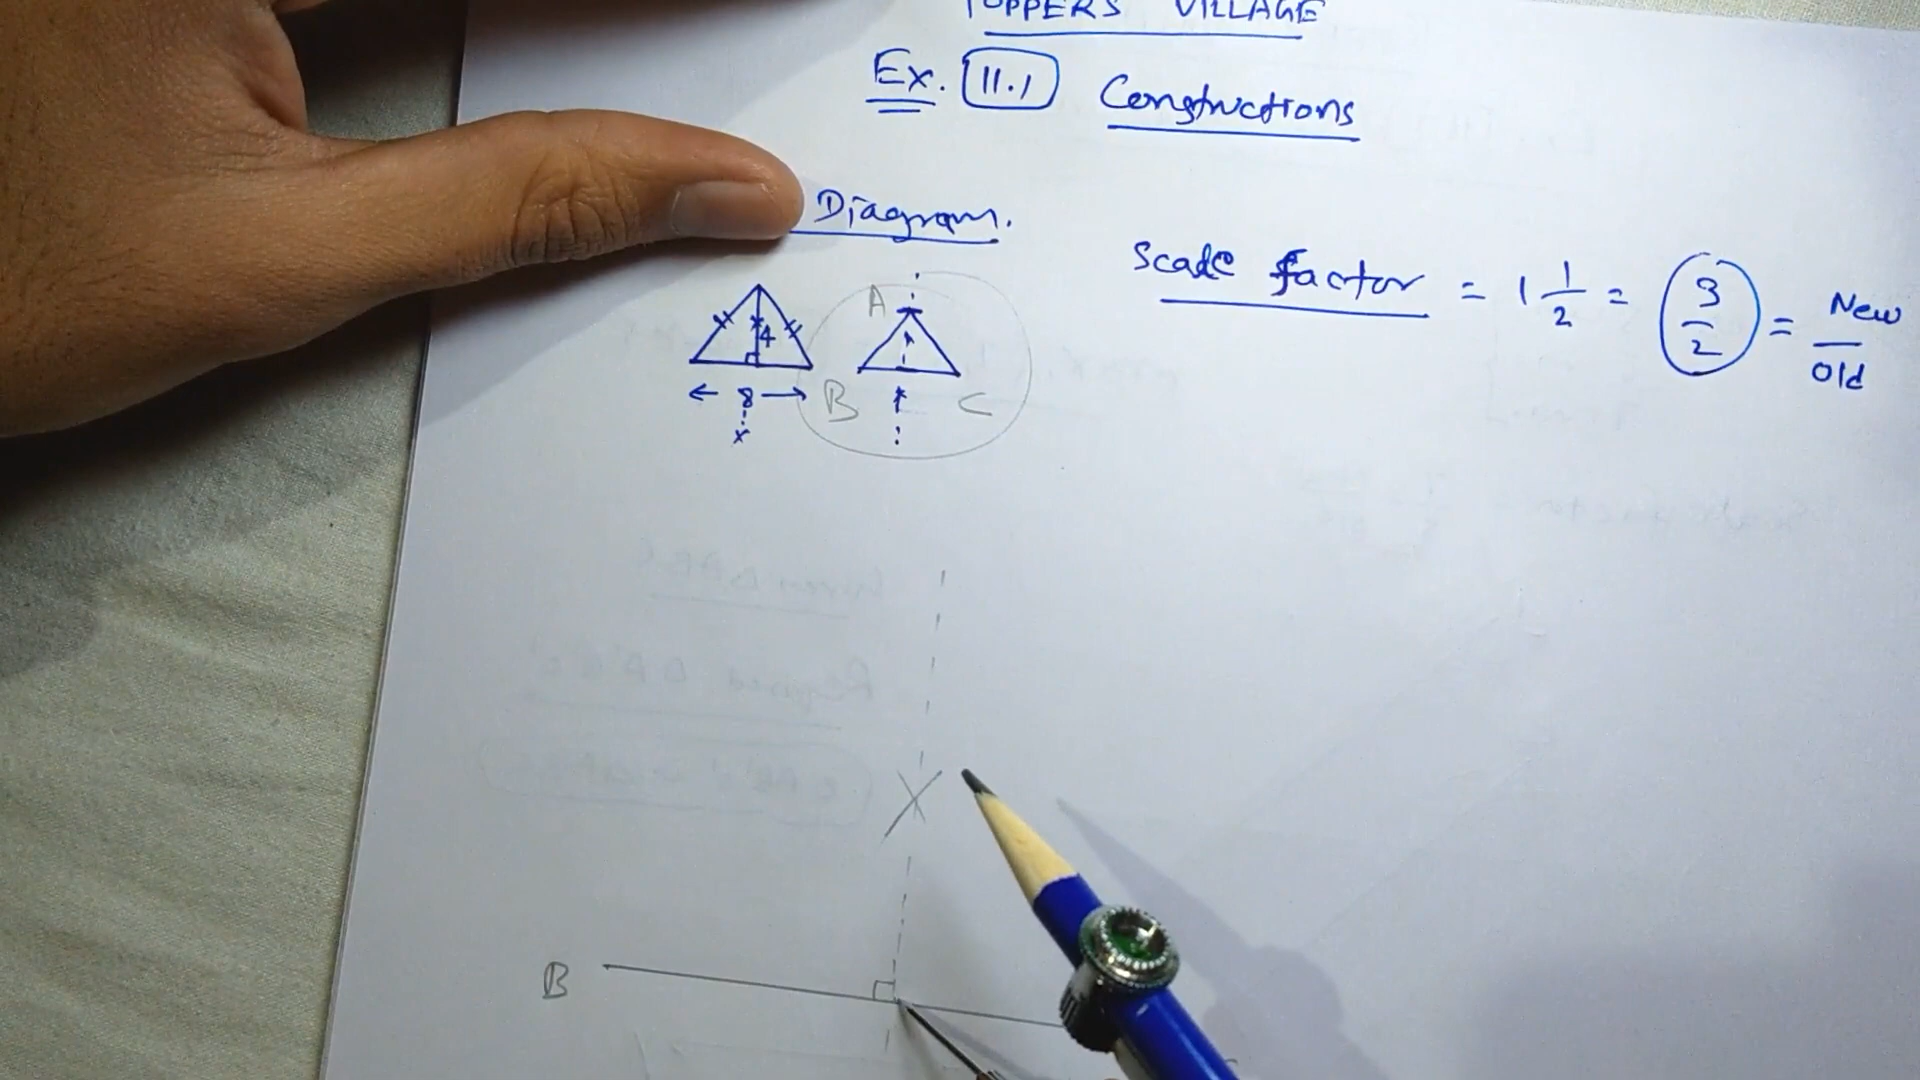 TOPPERS VILLAGE
Ex. 11.1 Constructions
Diagram.
Scale factor = 1 1/2 = 3/2 = New/Old
A
4
B C
← 8 →
x
B